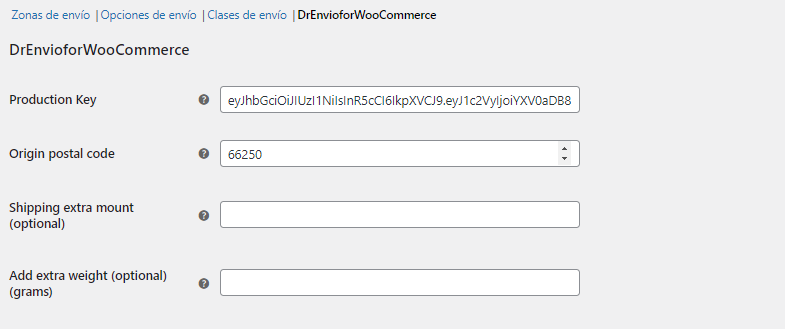 Zonas de envío | Opciones de envío | Clases de envío | DrEnvioforWooCommerce
DrEnvioforWooCommerce
Production Key
eyJhbGciOiJIUzI1NiIsInR5cCI6IkpXVCJ9.eyJ1c2VyIjoiYXV0aDB8
Origin postal code
66250
Shipping extra mount
(optional)
Add extra weight (optional)
(grams)